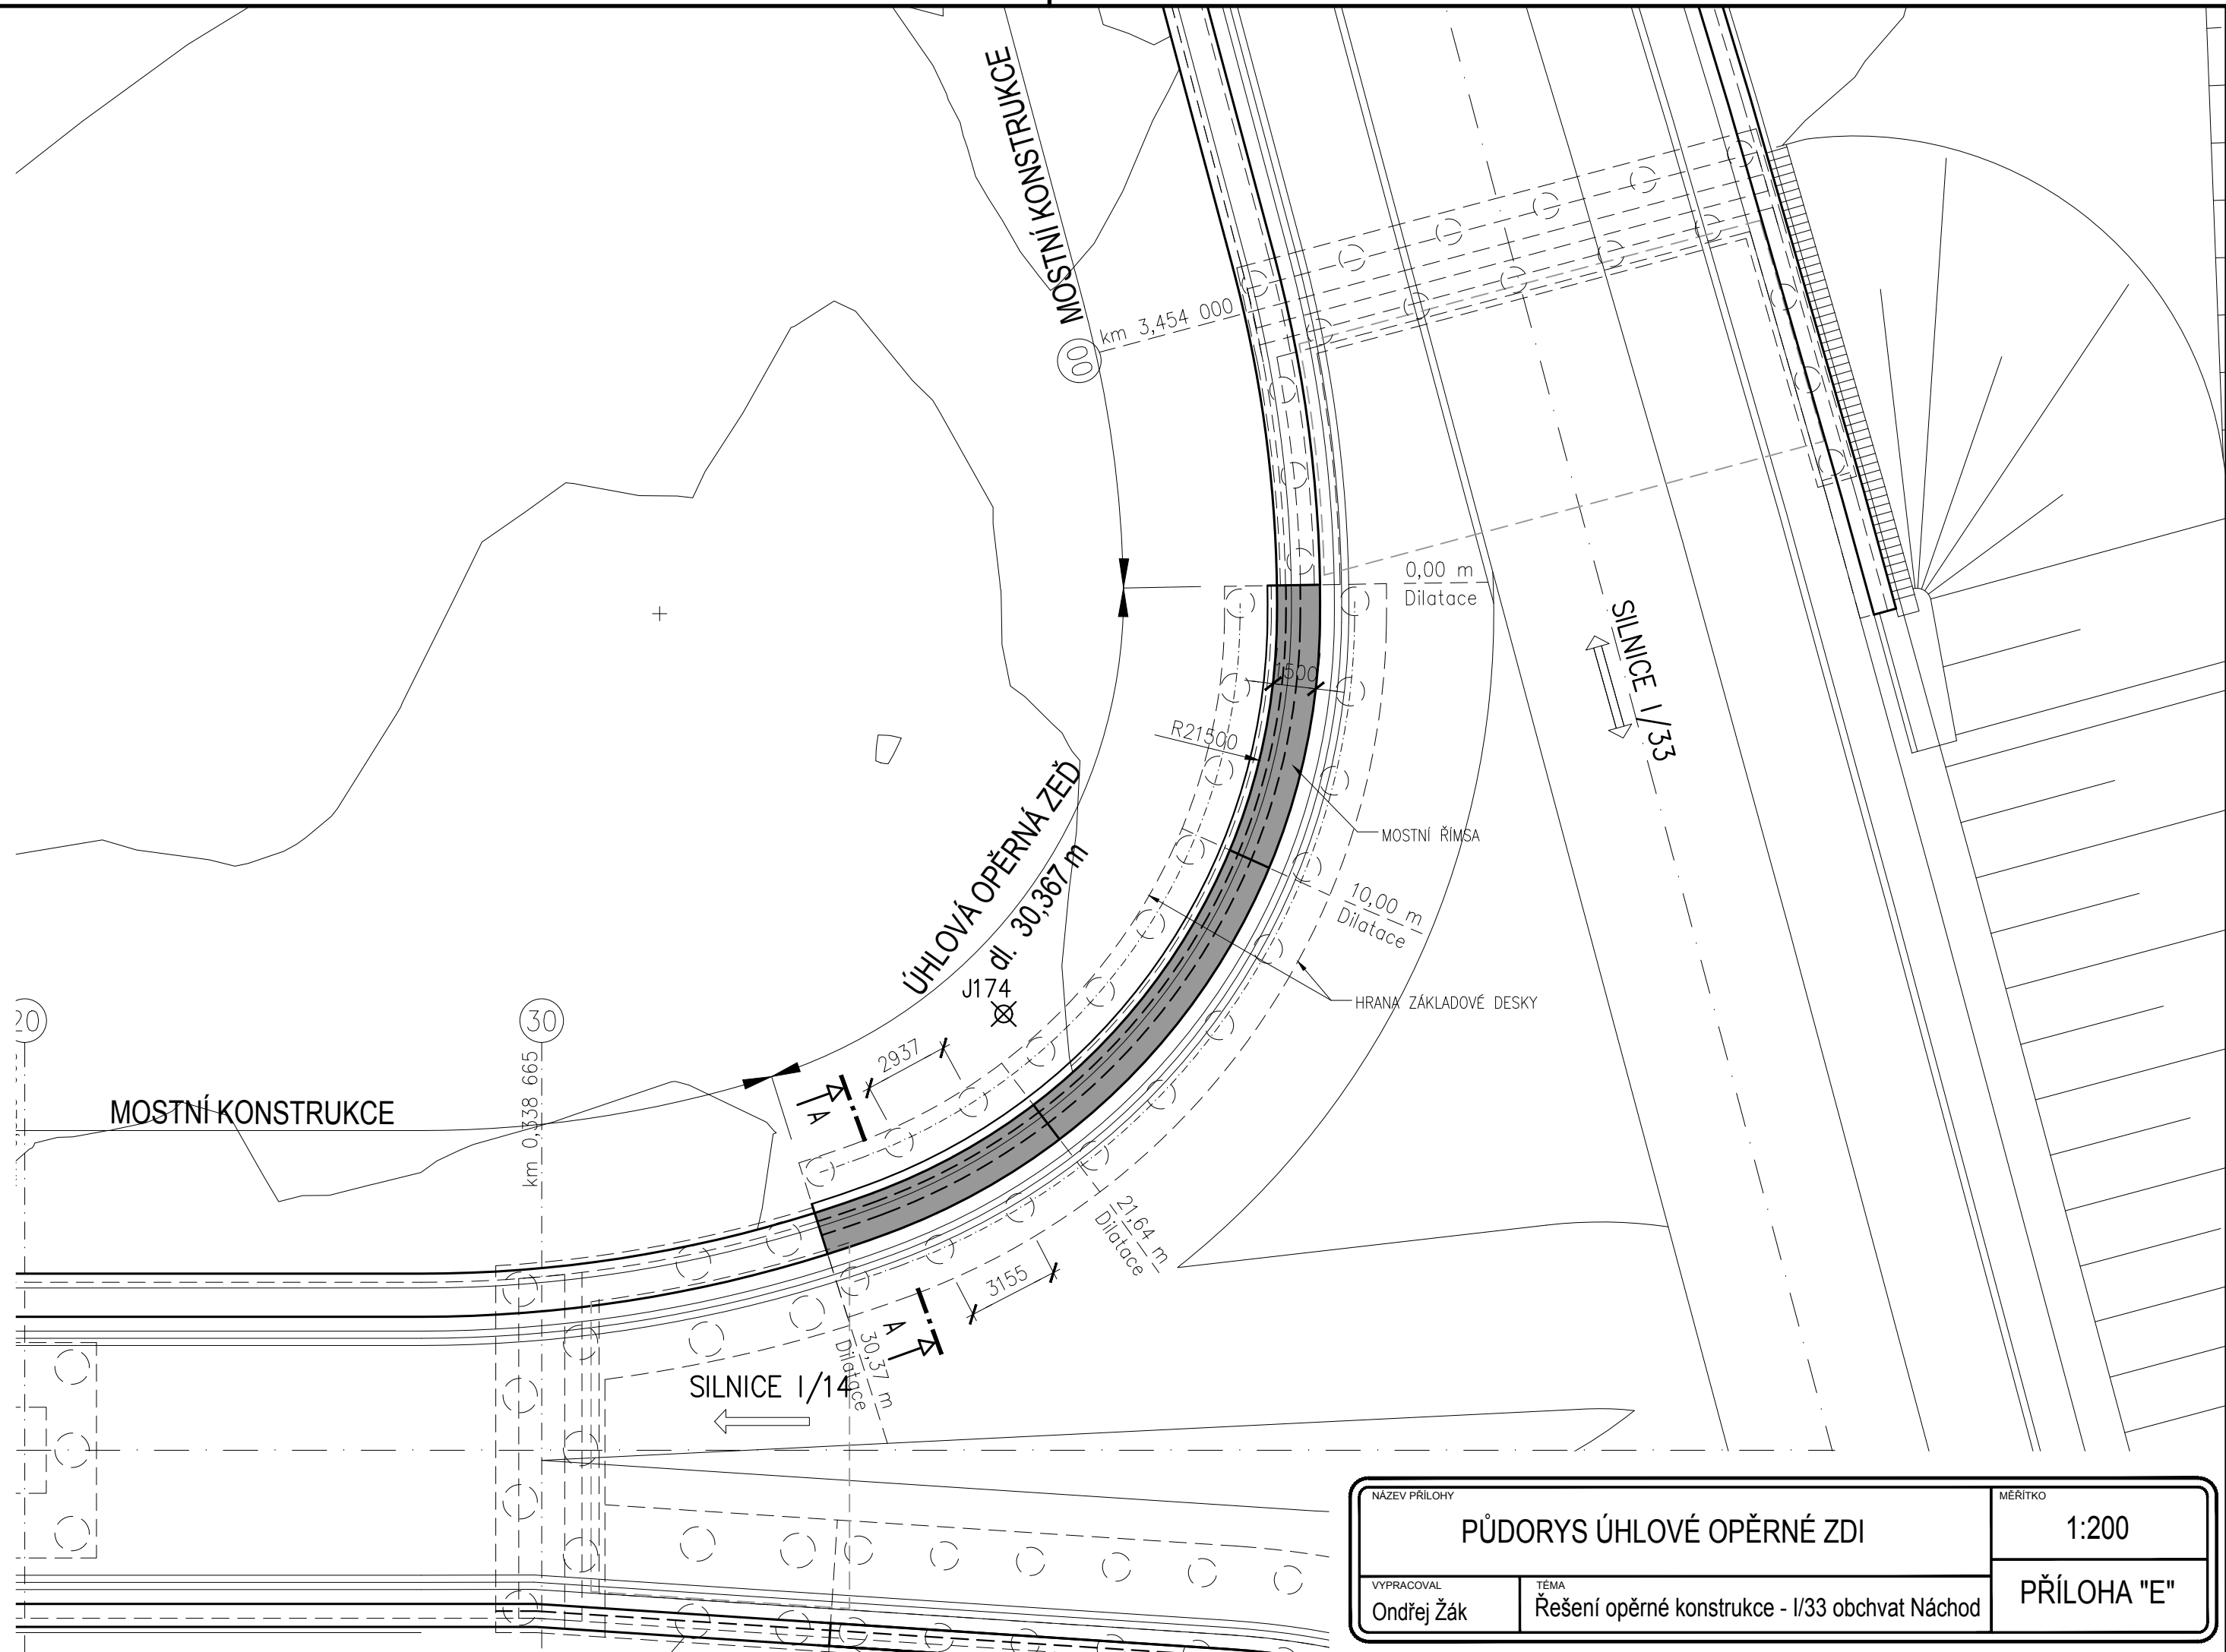 MOSTNÍ KONSTRUKCE
00
km 3,454 000
0,00 m
Dilatace
SILNICE I/33
1500
R21500
MOSTNÍ ŘÍMSA
ÚHLOVÁ OPĚRNÁ ZEĎ
dl. 30,367 m
10,00 m
Dilatace
J174
HRANA ZÁKLADOVÉ DESKY
20
30
2937
km 0,338 665
MOSTNÍ KONSTRUKCE
A
21,64 m
Dilatace
3155
A
30,37 m
Dilatace
SILNICE I/14
NÁZEV PŘÍLOHY
PŮDORYS ÚHLOVÉ OPĚRNÉ ZDI
MĚŘÍTKO
1:200
VYPRACOVAL
Ondřej Žák
TÉMA
Řešení opěrné konstrukce - I/33 obchvat Náchod
PŘÍLOHA "E"